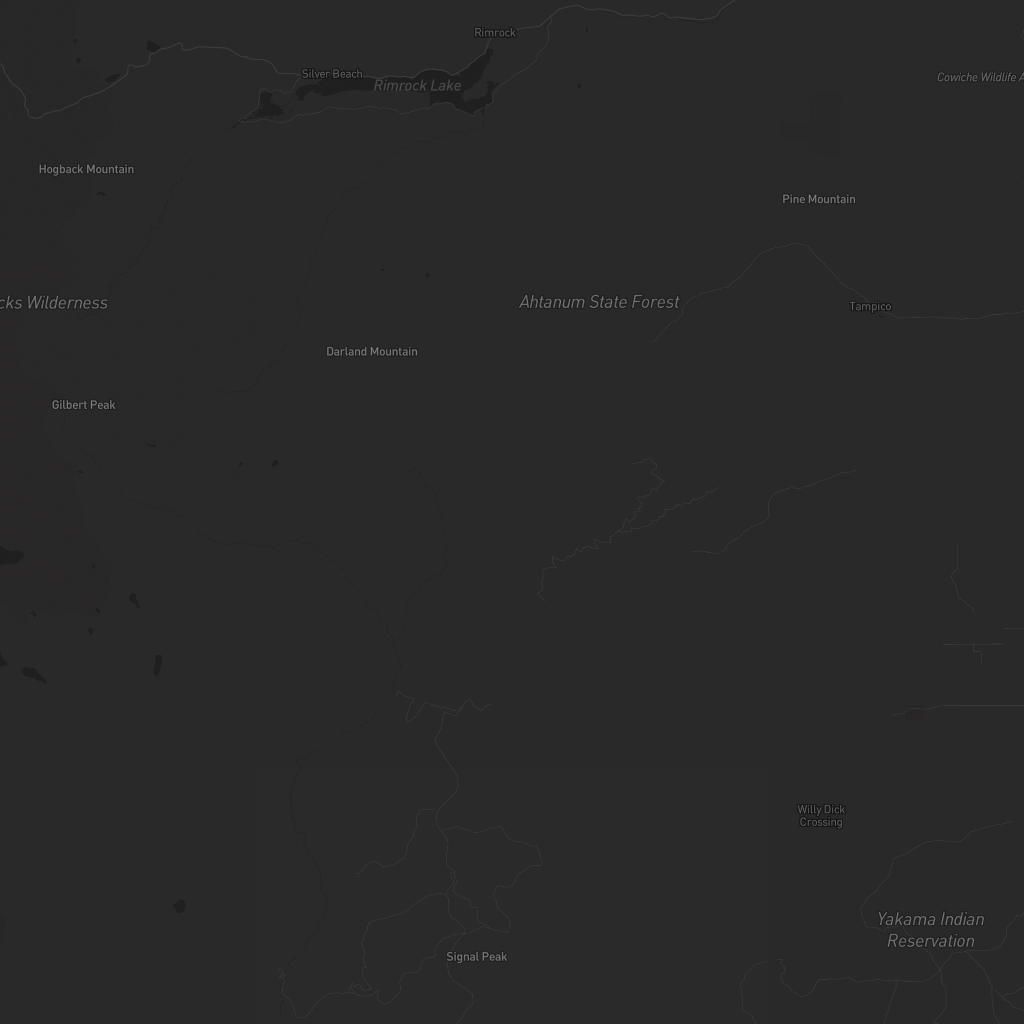 Rimrock
Silver Beach
Rimrock Lake
Cowiche Wildlife A
Hogback Mountain
Pine Mountain
cks Wilderness
Ahtanum State Forest
Tampico
Darland Mountain
Gilbert Peak
Willy Dick
Crossing
Yakama Indian
Reservation
Signal Peak